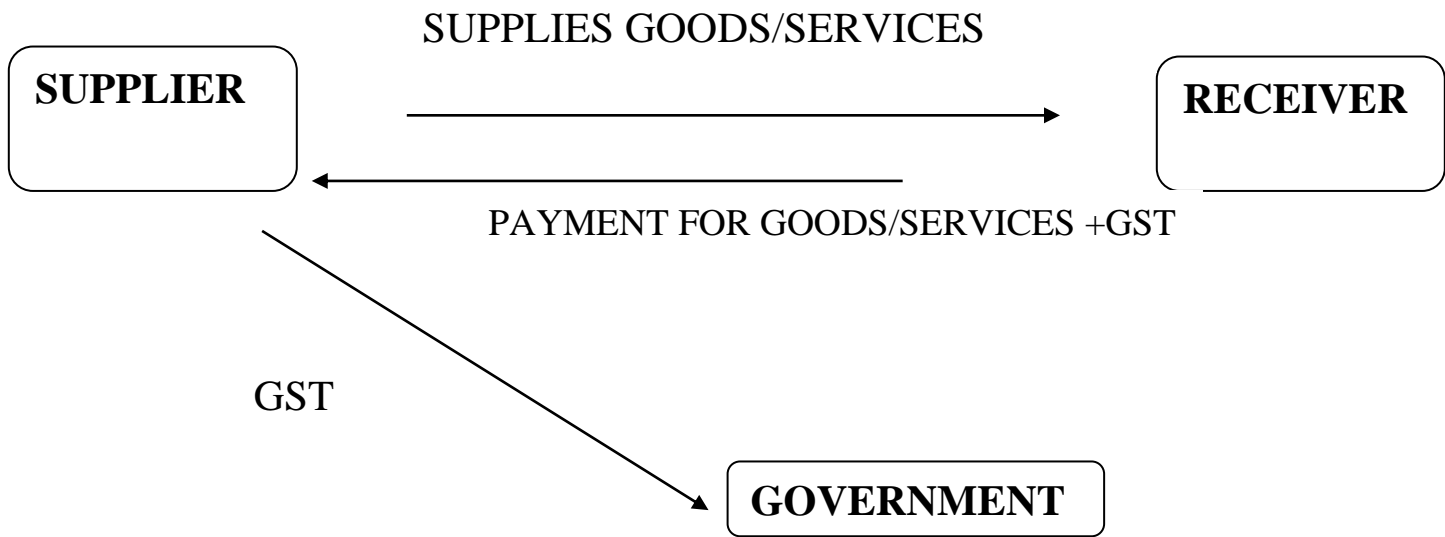 SUPPLIES GOODS/SERVICES
SUPPLIER
RECEIVER
PAYMENT FOR GOODS/SERVICES +GST
GST
GOVERNMENT